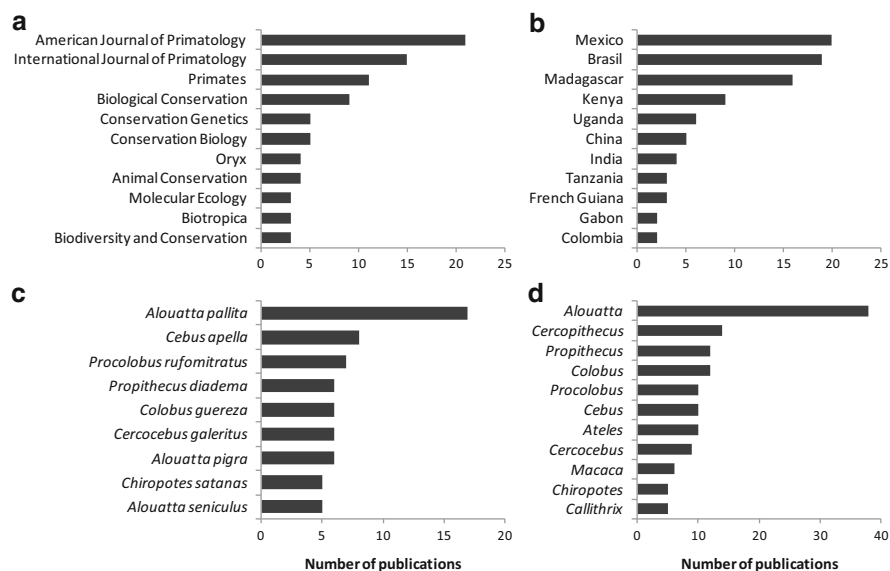 a
American Journal of Primatology
International Journal of Primatology
Primates
Biological Conservation
Conservation Genetics
Conservation Biology
Oryx
Animal Conservation
Molecular Ecology
Biotropica
Biodiversity and Conservation
0 5 10 15 20 25
b
Mexico
Brasil
Madagascar
Kenya
Uganda
China
India
Tanzania
French Guiana
Gabon
Colombia
0 5 10 15 20 25
c
Alouatta pallita
Cebus apella
Procolobus rufomitratus
Propithecus diadema
Colobus guereza
Cercocebus galeritus
Alouatta pigra
Chiropotes satanas
Alouatta seniculus
0 5 10 15 20
Number of publications
d
Alouatta
Cercopithecus
Propithecus
Colobus
Procolobus
Cebus
Ateles
Cercocebus
Macaca
Chiropotes
Callithrix
0 10 20 30 40
Number of publications